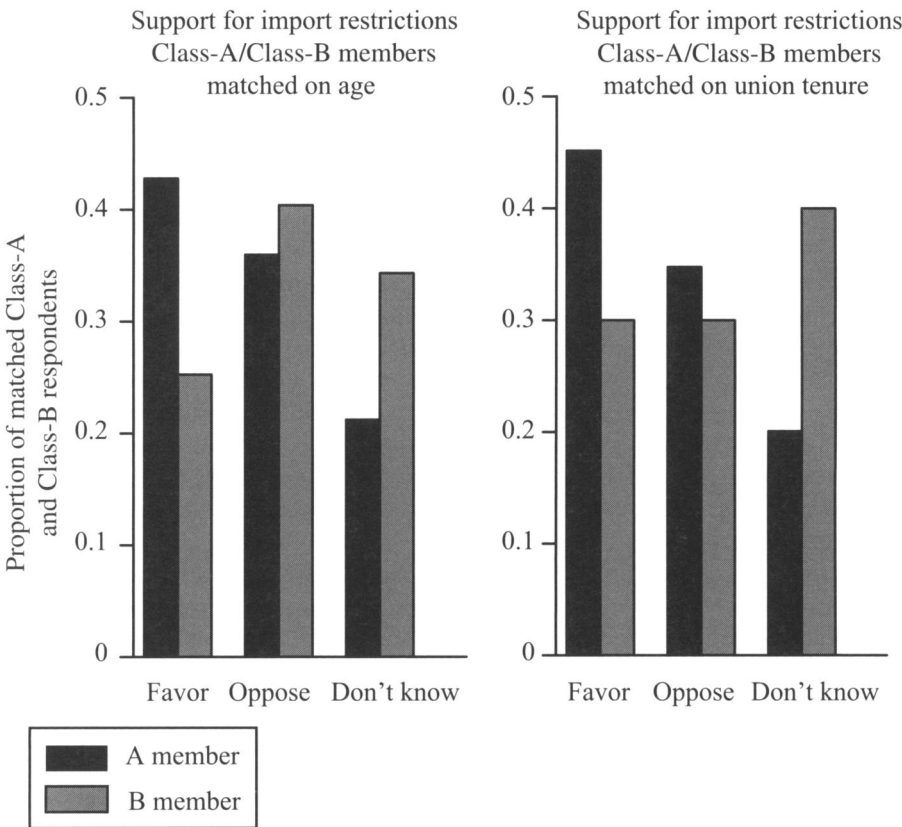 Support for import restrictions
Class-A/Class-B members
matched on age
Proportion of matched Class-A
and Class-B respondents
0.5
0.4
0.3
0.2
0.1
0
Favor Oppose Don't know
Support for import restrictions
Class-A/Class-B members
matched on union tenure
0.5
0.4
0.3
0.2
0.1
0
Favor Oppose Don't know
A member
B member